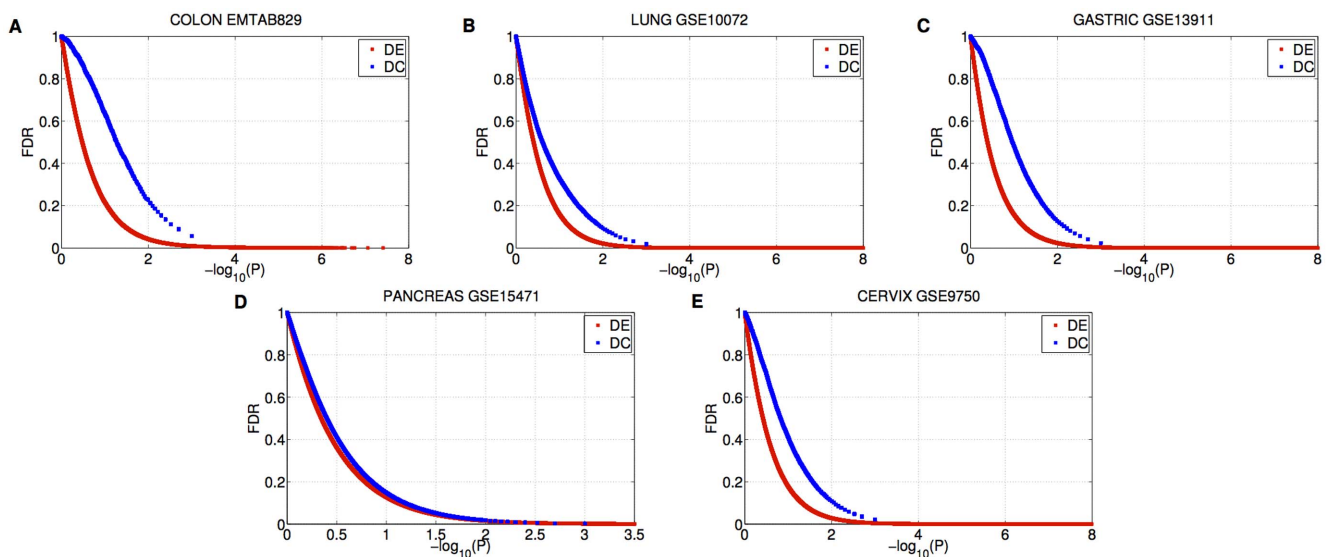 A
COLON EMTAB829
1
0.8
0.6
0.4
0.2
0
FDR
DE
DC
0 2 4 6 8
−log10(P)
B
LUNG GSE10072
1
0.8
0.6
0.4
0.2
0
FDR
DE
DC
0 2 4 6 8
−log10(P)
C
GASTRIC GSE13911
1
0.8
0.6
0.4
0.2
0
FDR
DE
DC
0 2 4 6 8
−log10(P)
D
PANCREAS GSE15471
1
0.8
0.6
0.4
0.2
0
FDR
DE
DC
0 0.5 1 1.5 2 2.5 3 3.5
−log10(P)
E
CERVIX GSE9750
1
0.8
0.6
0.4
0.2
0
FDR
DE
DC
0 2 4 6 8
−log10(P)